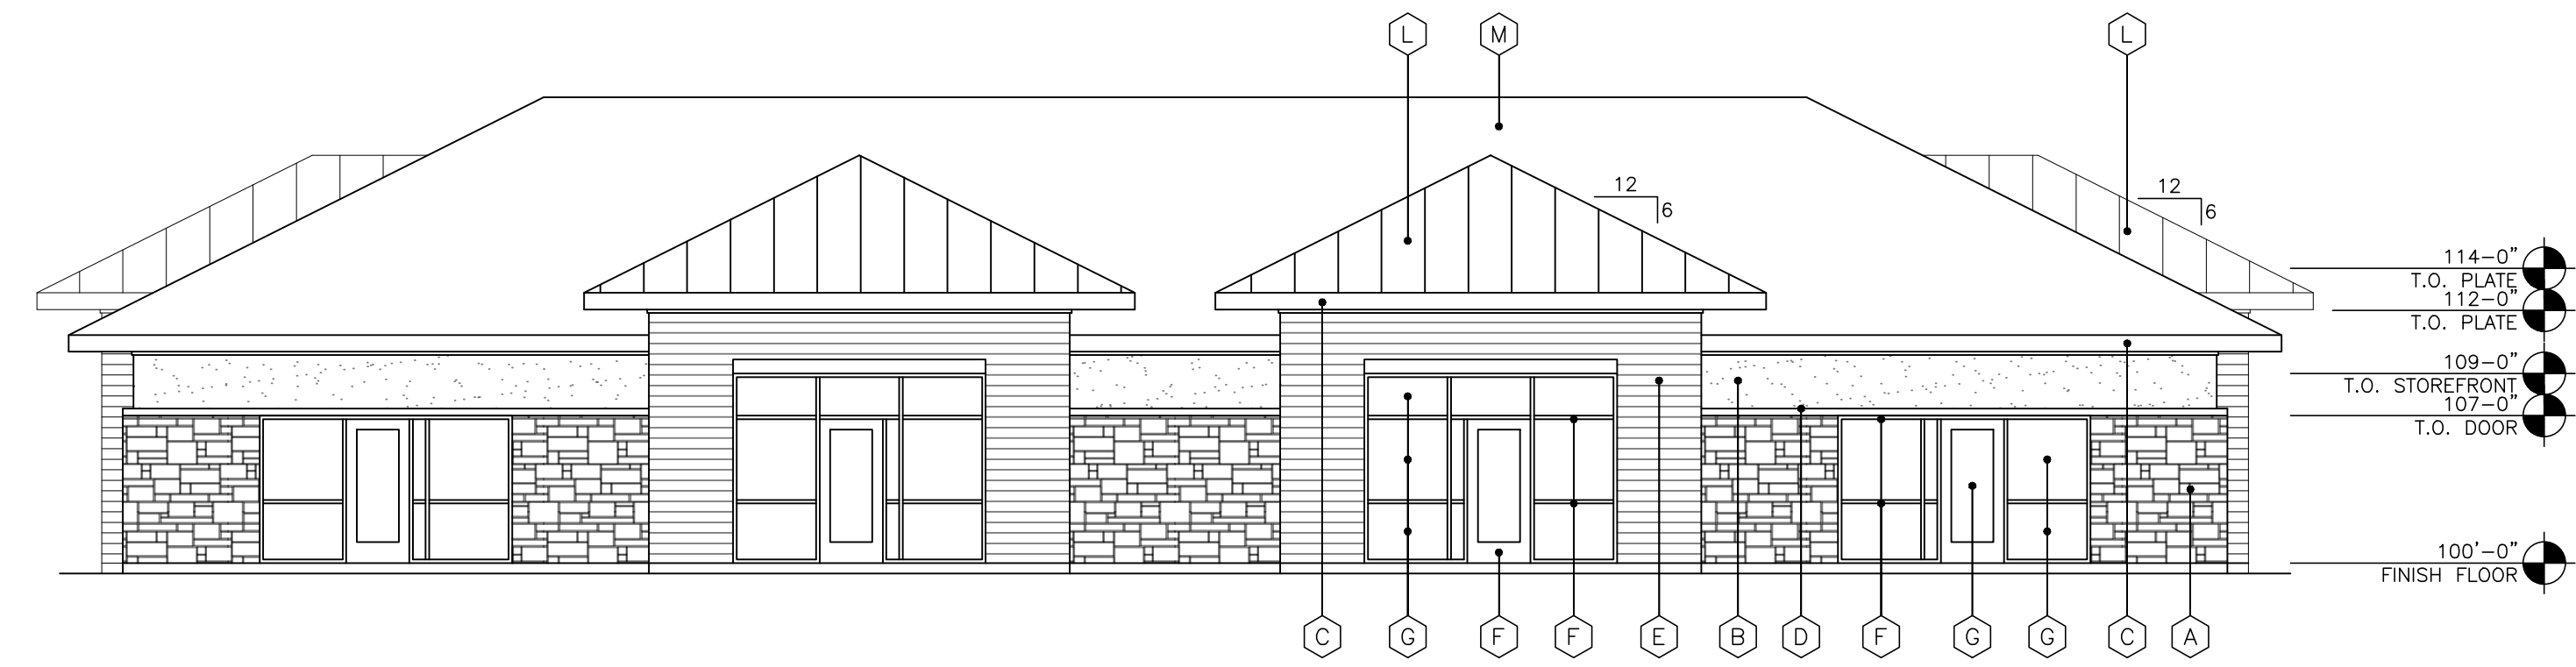 L
M
L
12
6
12
6
114-0"
T.O. PLATE
112-0"
T.O. PLATE
109-0"
T.O. STOREFRONT
107-0"
T.O. DOOR
100'-0"
FINISH FLOOR
C
G
F
F
E
B
D
F
G
G
C
A